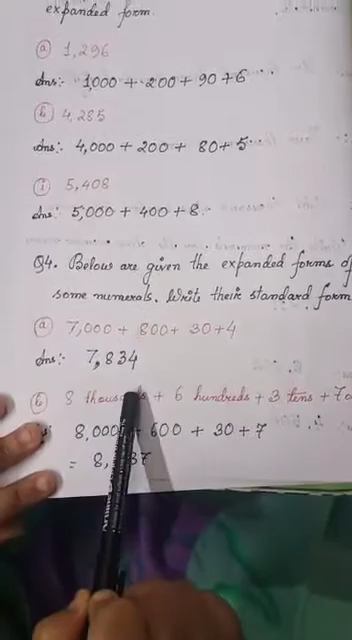 expanded form.
(a) 1,296
Ans:- 1,000 + 200 + 90 + 6
(b) 4,285
Ans:- 4,000 + 200 + 80 + 5
(i) 5,408
Ans: 5,000 + 400 + 8
Q4. Below are given the expanded forms of
some numerals. Write their standard form
(a) 7,000 + 800 + 30 + 4
Ans:- 7,834
(b) 8 + 6 hundreds + 3 tens + 7
8,000 + 600 + 30 + 7
= 8, 37